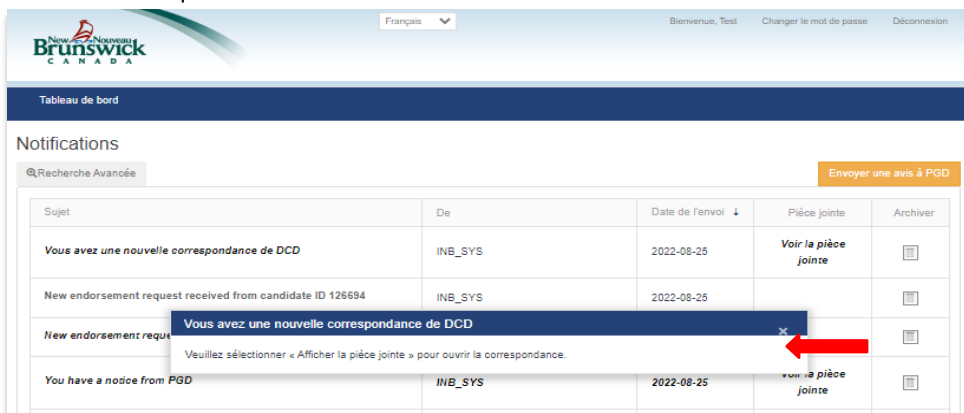 Français
Bienvenue, Test Changer le mot de passe Déconnexion
New Nouveau
Brunswick
CANADA
Tableau de bord
Notifications
Recherche Avancée
Envoyer une avis à PGD
Sujet De Date de l'envoi Pièce jointe Archiver
Vous avez une nouvelle correspondance de DCD INB_SYS 2022-08-25 Voir la pièce
jointe
New endorsement request received from candidate ID 126694 INB_SYS 2022-08-25
Vous avez une nouvelle correspondance de DCD ×
New endorsement reque
Veuillez sélectionner « Afficher la pièce jointe » pour ouvrir la correspondance.
You have a notice from PGD INB_SYS 2022-08-25 Voir la pièce
jointe